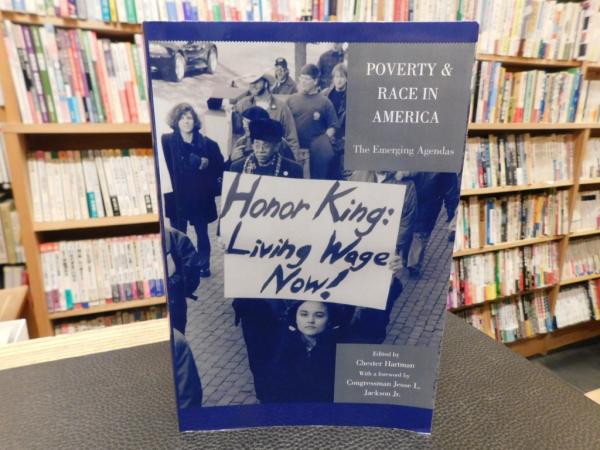 POVERTY &
RACE IN
AMERICA
The Emerging Agendas
Honor King:
Living Wage
Now!
Edited by
Chester Hartman
With a foreword by
Congressman Jesse L.
Jackson Jr.